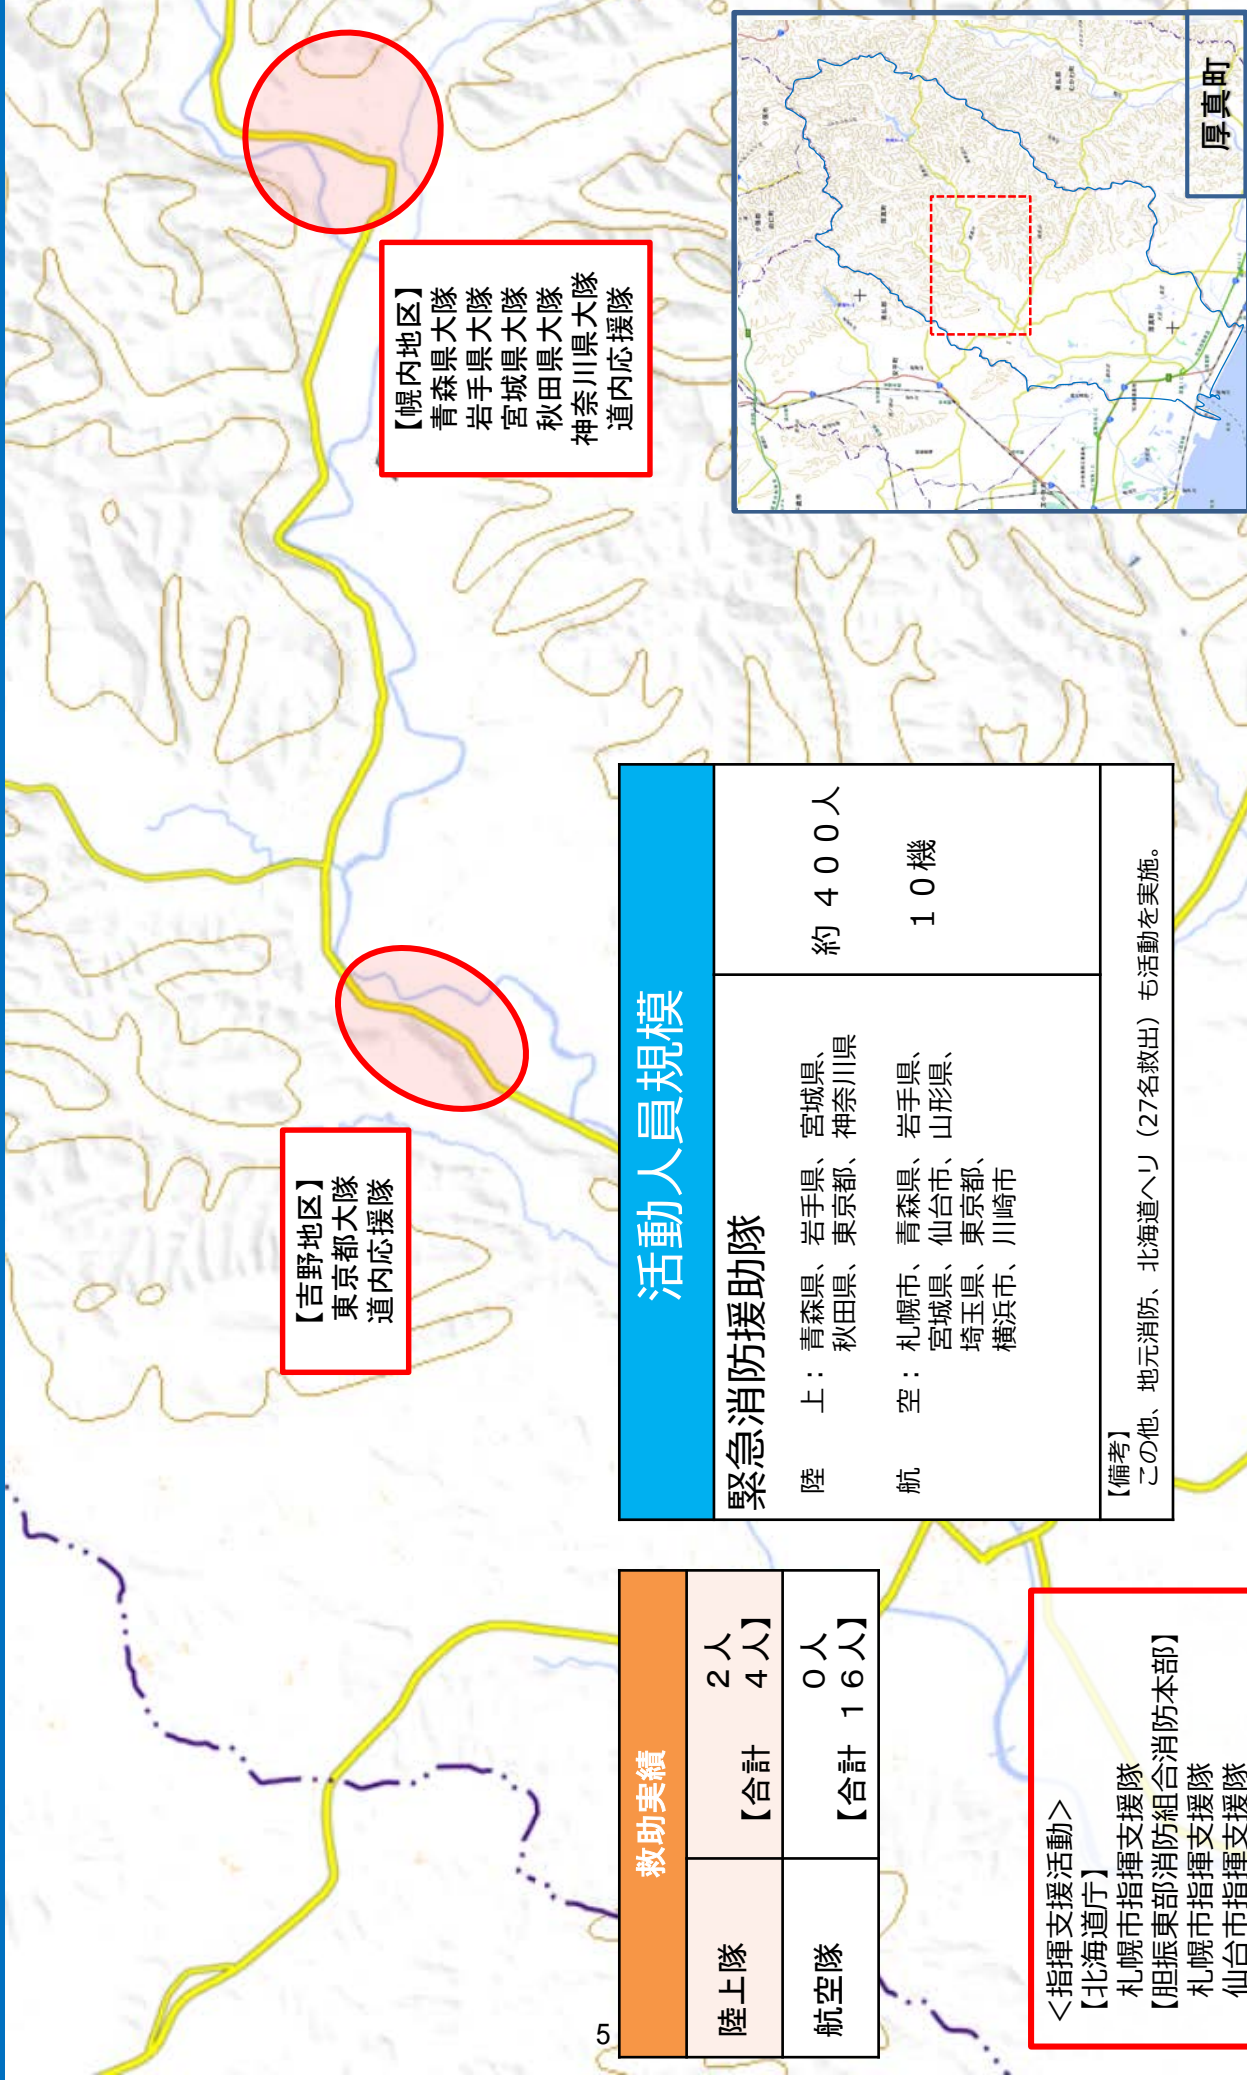 【吉野地区】
東京都大隊
道内応援隊
【幌内地区】
青森県大隊
岩手県大隊
宮城県大隊
秋田県大隊
神奈川県大隊
道内応援隊
救助実績
陸上隊 2人
【合計 4人】
航空隊 0人
【合計 16人】
活動人員規模
緊急消防援助隊
陸 上： 青森県、岩手県、宮城県、 約400人
秋田県、東京都、神奈川県
航 空： 札幌市、青森県、岩手県、 10機
宮城県、仙台市、山形県、
埼玉県、東京都、
横浜市、川崎市
【備考】
この他、地元消防、北海道ヘリ（27名救出）も活動を実施。
＜指揮支援活動＞
【北海道庁】
札幌市指揮支援隊
【胆振東部消防組合消防本部】
札幌市指揮支援隊
仙台市指揮支援隊
厚真町
5